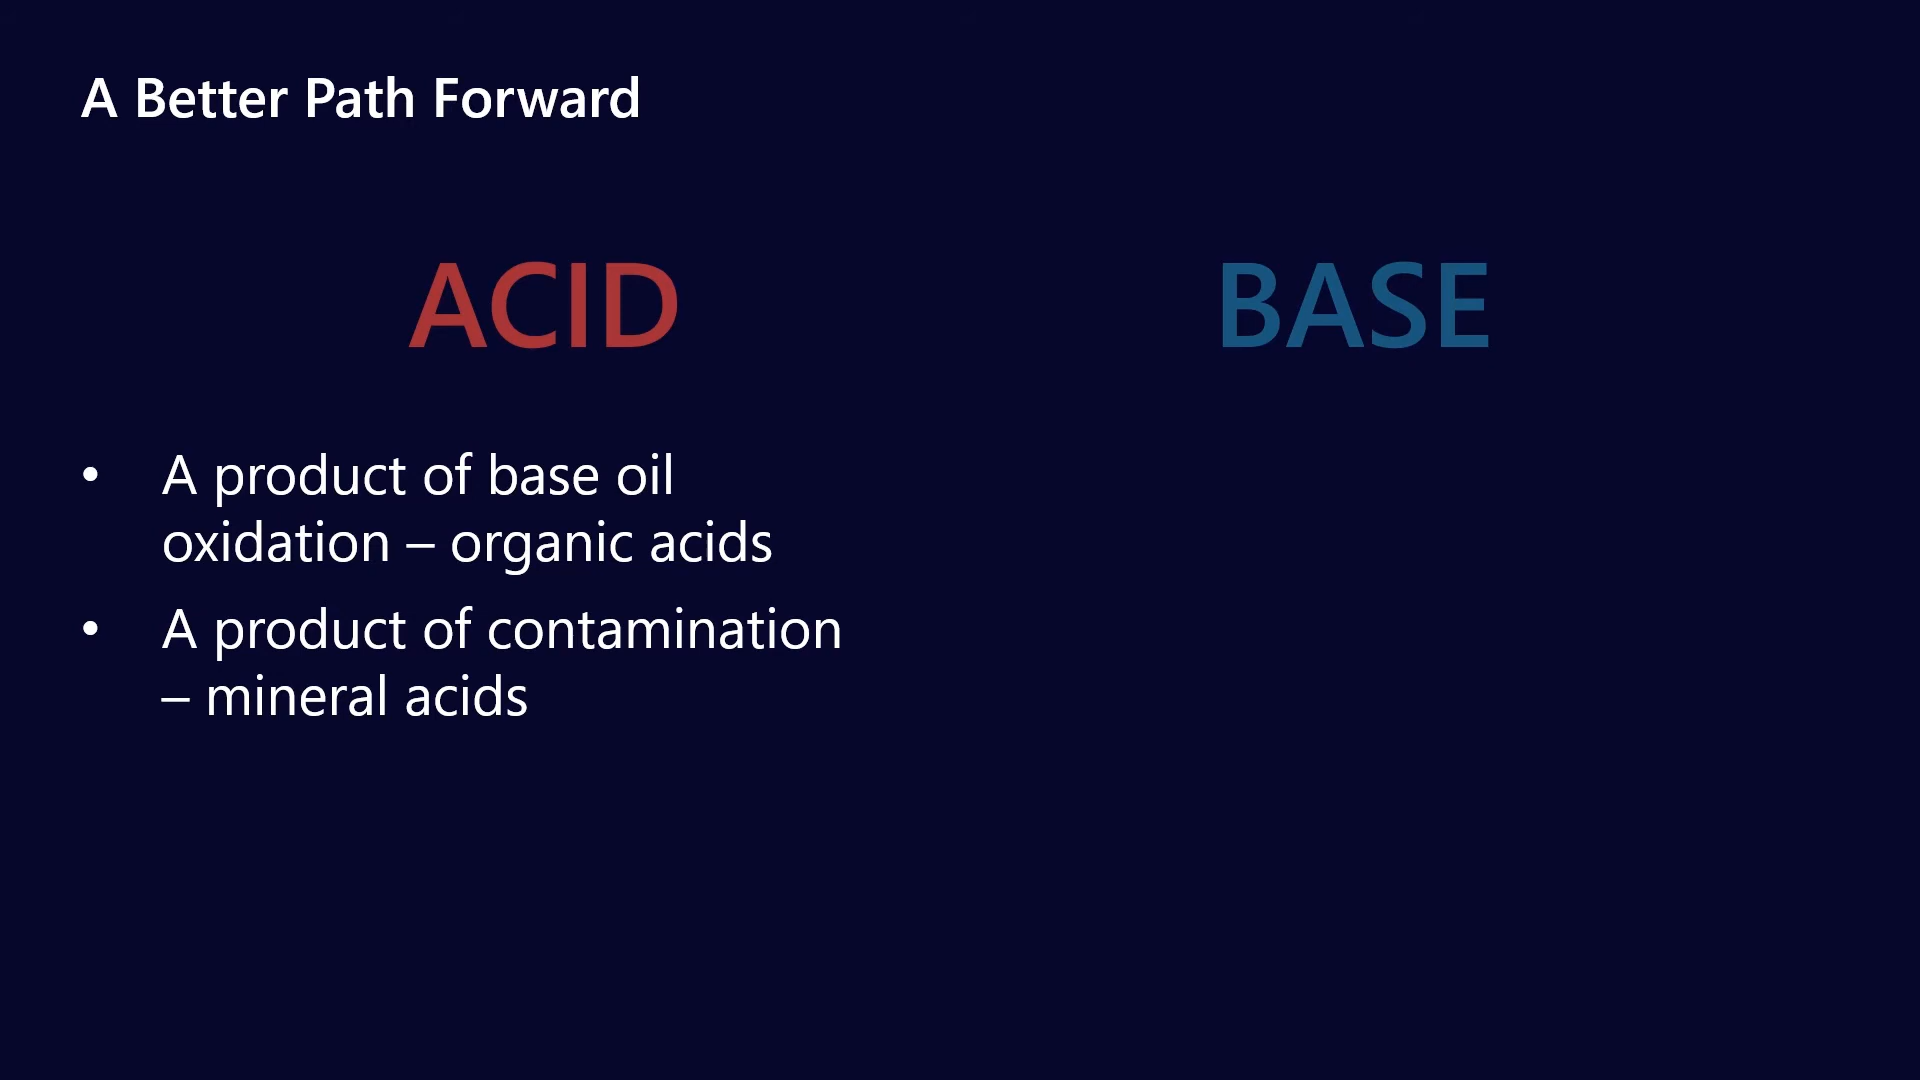 A Better Path Forward
ACID
BASE
• A product of base oil
oxidation – organic acids
• A product of contamination
– mineral acids